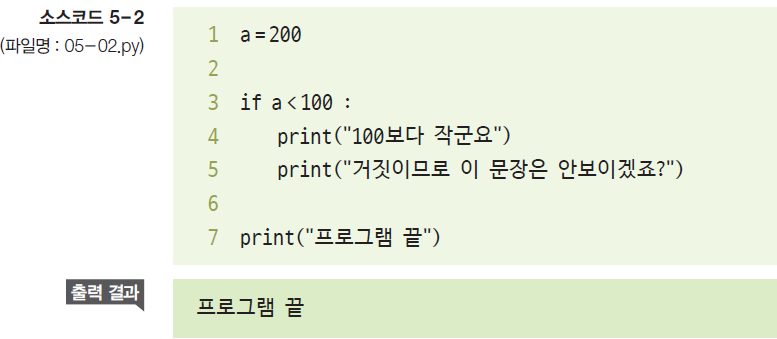 소스코드 5-2
(파일명 : 05-02.py)
1 a=200
2
3 if a<100 :
4     print("100보다 작군요")
5     print("거짓이므로 이 문장은 안보이겠죠?")
6
7 print("프로그램 끝")
출력 결과
프로그램 끝